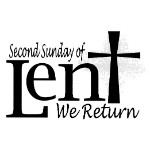 Second Sunday of
Lent
We Return